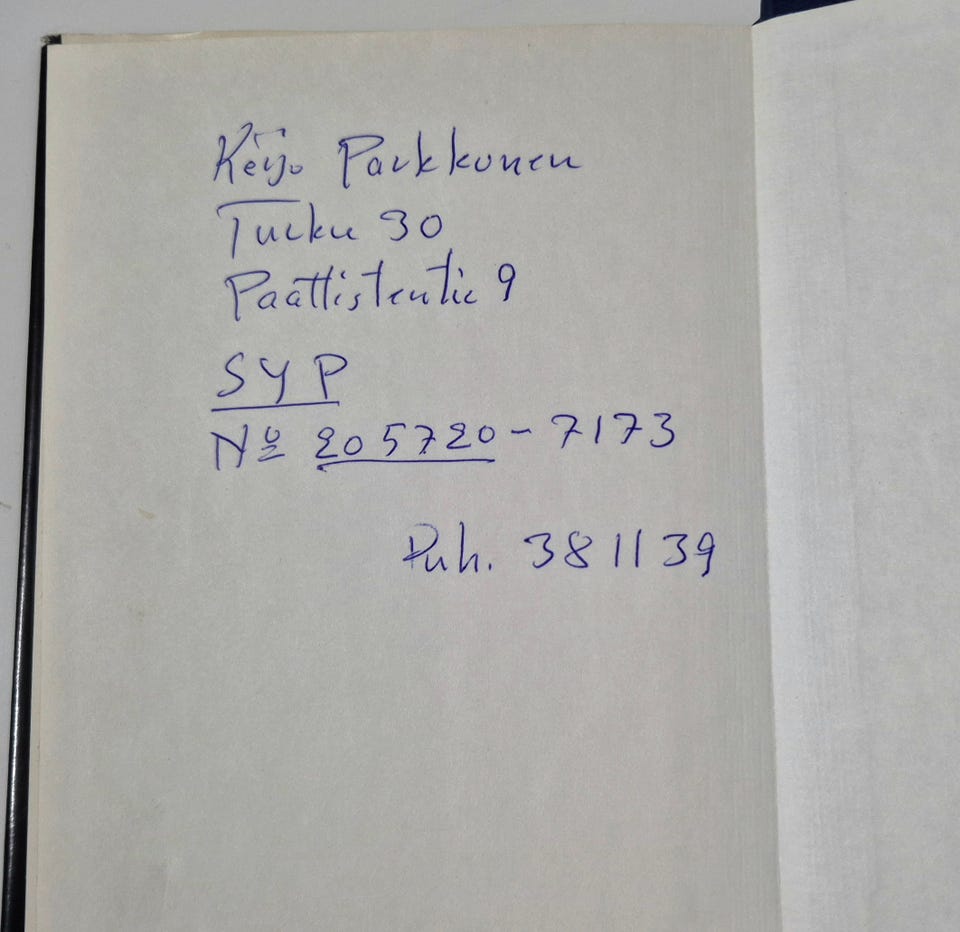 Keijo Parkkonen
Turku 30
Paattistentie 9
SYP
No 205720-7173
Puh. 381139